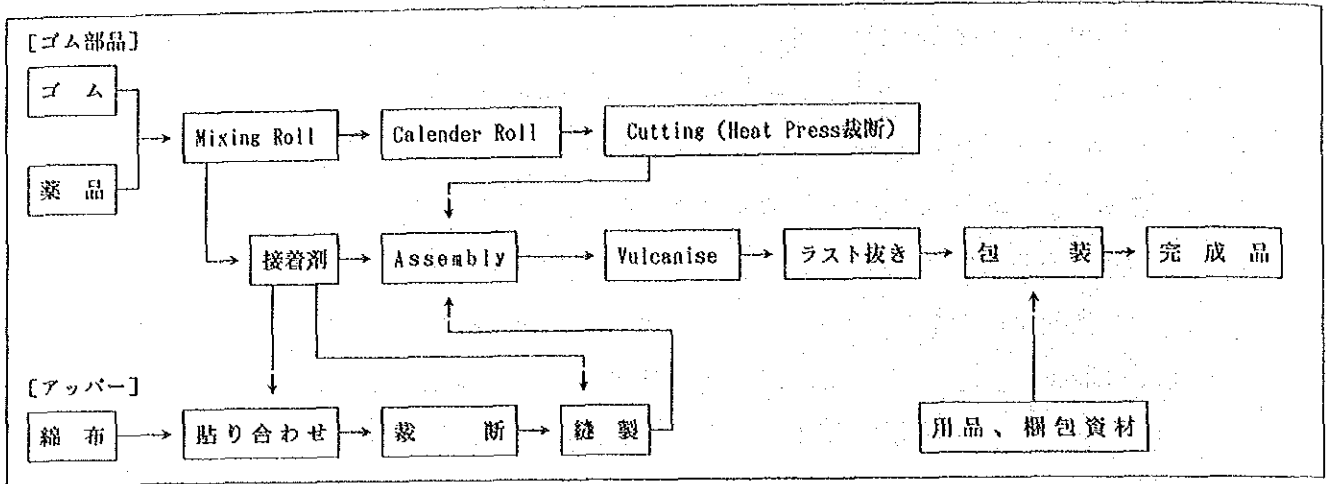 [ゴム部品]
ゴム
薬品
Mixing Roll
Calender Roll
Cutting (Heat Press裁断)
接着剤
Assembly
Vulcanise
ラスト抜き
包装
完成品
[アッパー]
綿布
貼り合わせ
裁断
縫製
用品、梱包資材